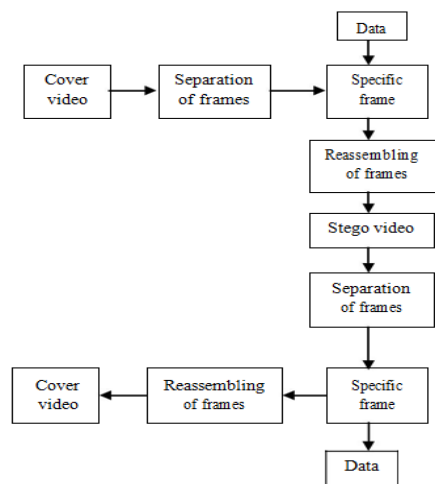 Data
Cover
video
Separation
of frames
Specific
frame
Reassembling
of frames
Stego video
Separation
of frames
Cover
video
Reassembling
of frames
Specific
frame
Data